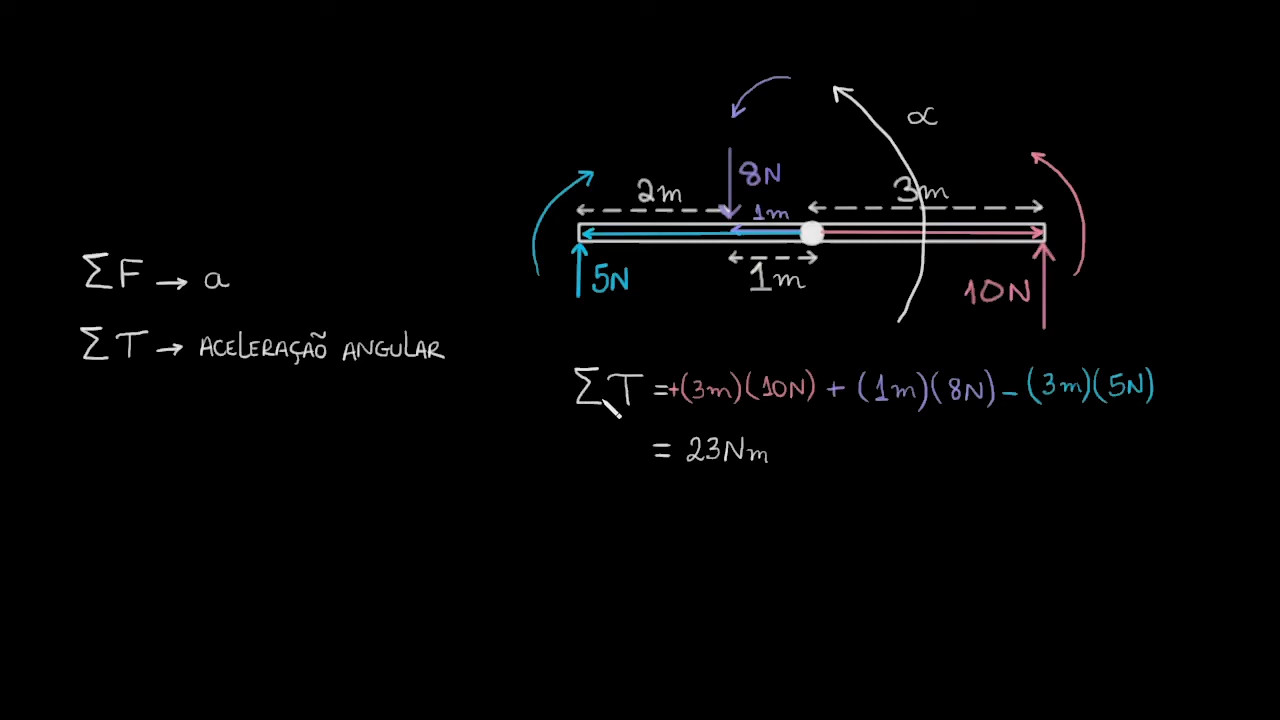 ∝
8N
2m
3m
1m
5N
1m
10N
ΣF → a
ΣT → ACELERAÇÃO ANGULAR
ΣT =+(3m)(10N) + (1m)(8N) - (3m)(5N)
= 23Nm